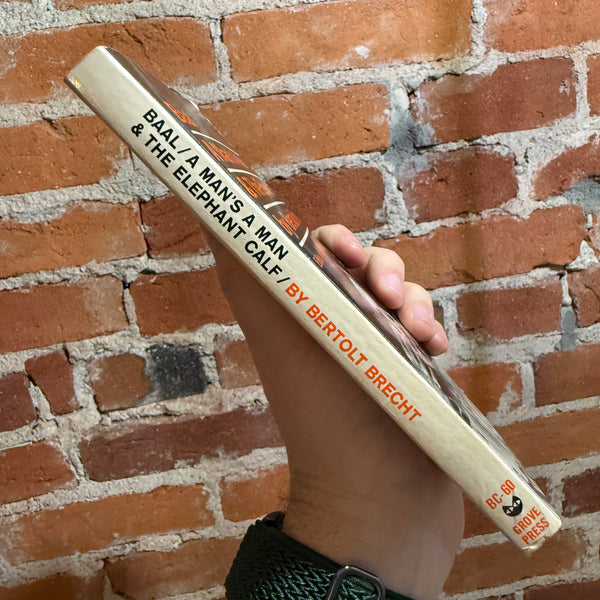 BAAL / A MAN'S A MAN
& THE ELEPHANT CALF / BY BERTOLT BRECHT
BC-60
GROVE
PRESS